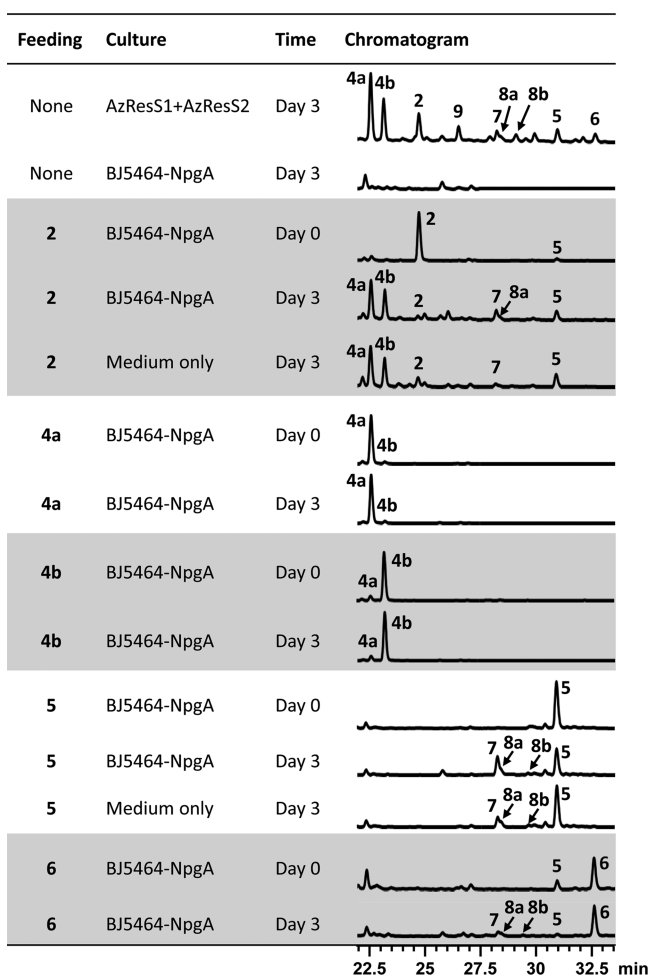 Feeding Culture Time Chromatogram
None AzResS1+AzResS2 Day 3 4a 4b 2 9 7 8a 8b 5 6
None BJ5464-NpgA Day 3
2 BJ5464-NpgA Day 0 2 5
2 BJ5464-NpgA Day 3 4a 4b 2 7 8a 5
2 Medium only Day 3 4a 4b 2 7 5
4a BJ5464-NpgA Day 0 4a 4b
4a BJ5464-NpgA Day 3 4a 4b
4b BJ5464-NpgA Day 0 4a 4b
4b BJ5464-NpgA Day 3 4a 4b
5 BJ5464-NpgA Day 0 5
5 BJ5464-NpgA Day 3 7 8a 8b 5
5 Medium only Day 3 7 8a 8b 5
6 BJ5464-NpgA Day 0 5 6
6 BJ5464-NpgA Day 3 7 8a 8b 5 6
22.5 25 27.5 30 32.5 min